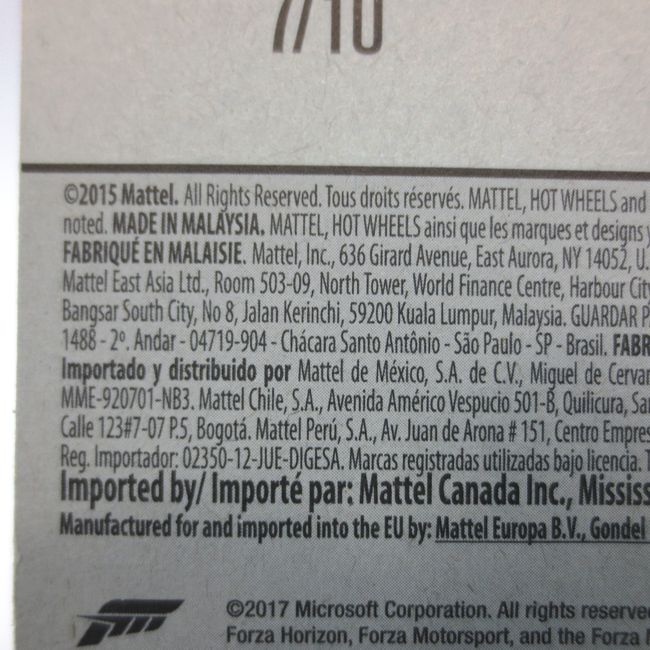 7/10
©2015 Mattel. All Rights Reserved. Tous droits réservés. MATTEL, HOT WHEELS and
noted. MADE IN MALAYSIA. MATTEL, HOT WHEELS ainsi que les marques et designs
FABRIQUÉ EN MALAISIE. Mattel, Inc., 636 Girard Avenue, East Aurora, NY 14052, U.
Mattel East Asia Ltd., Room 503-09, North Tower, World Finance Centre, Harbour
Bangsar South City, No 8, Jalan Kerinchi, 59200 Kuala Lumpur, Malaysia. GUARDAR
1488 - 2º. Andar - 04719-904 - Chácara Santo Antônio - São Paulo - SP - Brasil.
Importado y distribuido por Mattel de México, S.A. de C.V., Miguel de
MME-920701-NB3. Mattel Chile, S.A., Avenida Américo Vespucio 501-B, Quilicura,
Calle 123#7-07 P.5, Bogotá. Mattel Perú, S.A., Av. Juan de Arona # 151, Centro
Reg. Importador: 02350-12-JUE-DIGESA. Marcas registradas utilizadas bajo licencia.
Imported by/ Importé par: Mattel Canada Inc.,
Manufactured for and imported into the EU by: Mattel Europa B.V., Gondel
©2017 Microsoft Corporation. All rights
Forza Horizon, Forza Motorsport, and the Forza